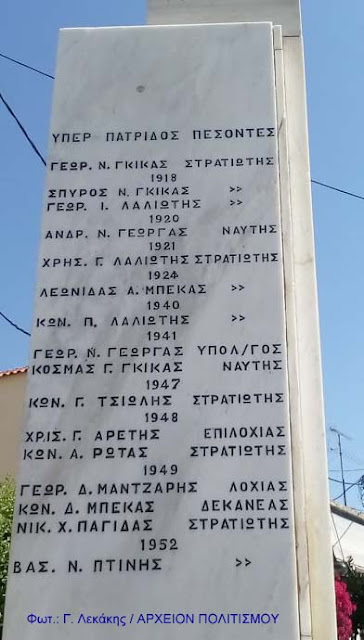 ΥΠΕΡ ΠΑΤΡΙΔΟΣ ΠΕΣΟΝΤΕΣ
ΓΕΩΡ. Ν. ΓΚΙΚΑΣ ΣΤΡΑΤΙΩΤΗΣ
1918
ΣΠΥΡΟΣ Ν. ΓΚΙΚΑΣ >>
ΓΕΩΡ. Ι. ΛΑΛΙΩΤΗΣ >>
1920
ΑΝΔΡ. Ν. ΓΕΩΡΓΑΣ ΝΑΥΤΗΣ
1921
ΧΡΗΣ. Γ. ΛΑΛΙΩΤΗΣ ΣΤΡΑΤΙΩΤΗΣ
1924
ΛΕΩΝΙΔΑΣ Α. ΜΠΕΚΑΣ >>
1940
ΚΩΝ. Π. ΛΑΛΙΩΤΗΣ >>
1941
ΓΕΩΡ. Ν. ΓΕΩΡΓΑΣ ΥΠΟΛ/ΓΟΣ
ΚΟΣΜΑΣ Γ. ΓΚΙΚΑΣ ΝΑΥΤΗΣ
1947
ΚΩΝ. Γ. ΤΣΙΩΛΗΣ ΣΤΡΑΤΙΩΤΗΣ
1948
ΧΡΙΣ. Γ. ΑΡΕΤΗΣ ΕΠΙΛΟΧΙΑΣ
ΚΩΝ. Α. ΡΩΤΑΣ ΣΤΡΑΤΙΩΤΗΣ
1949
ΓΕΩΡ. Δ. ΜΑΝΤΖΑΡΗΣ ΛΟΧΙΑΣ
ΚΩΝ. Δ. ΜΠΕΚΑΣ ΔΕΚΑΝΕΑΣ
ΝΙΚ. Χ. ΠΑΓΙΔΑΣ ΣΤΡΑΤΙΩΤΗΣ
1952
ΒΑΣ. Ν. ΠΤΙΝΗΣ >>
Φωτ.: Γ. Λεκάκης / ΑΡΧΕΙΟΝ ΠΟΛΙΤΙΣΜΟΥ